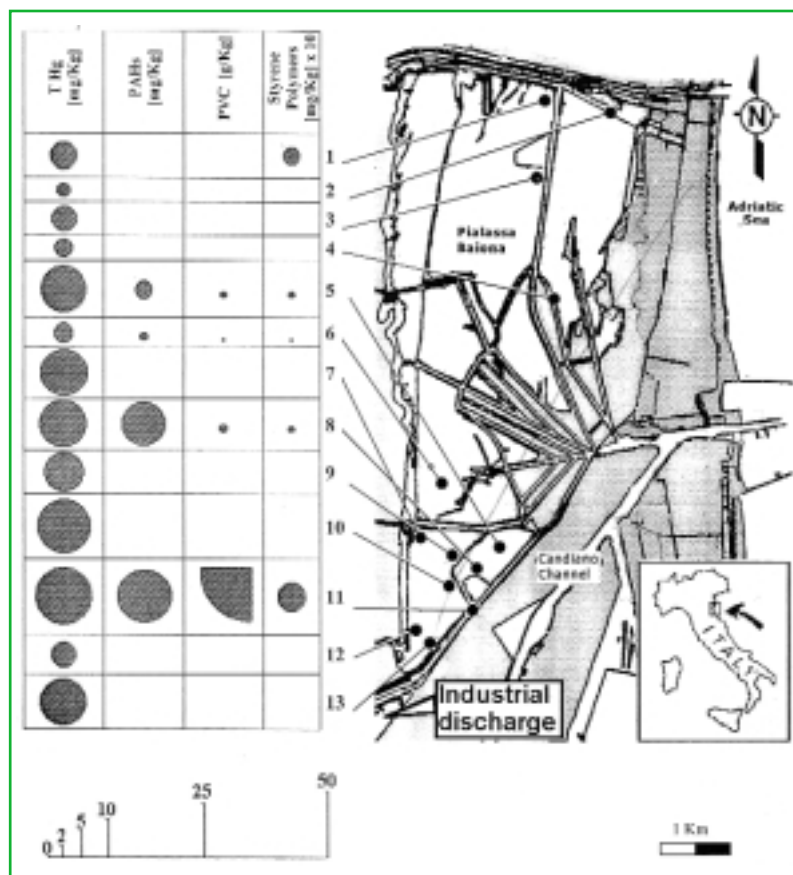 T Hg
[mg/Kg]
PAHs
[mg/Kg]
PVC [g/Kg]
Styrene
Polymers
[mg/Kg] x 10
1
2
3
4
5
6
7
8
9
10
11
12
13
N
Adriatic
Sea
Pialassa
Baiona
Candiano
Channel
Industrial
discharge
ITALY
0
2
5
10
25
50
1 Km